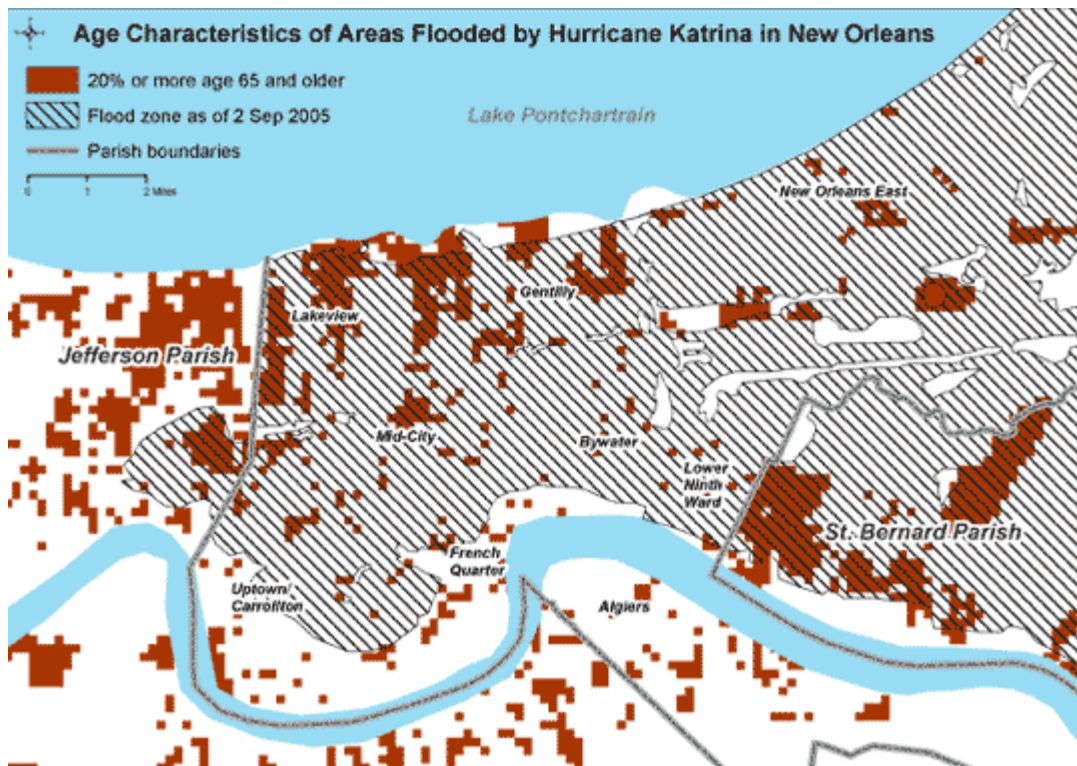 Age Characteristics of Areas Flooded by Hurricane Katrina in New Orleans
20% or more age 65 and older
Flood zone as of 2 Sep 2005
Parish boundaries
0 1 2 Miles
Lake Pontchartrain
New Orleans East
Gentilly
Lakeview
Jefferson Parish
Mid-City
Bywater
Lower
Ninth
Ward
St. Bernard Parish
French
Quarter
Uptown/
Carrollton
Algiers